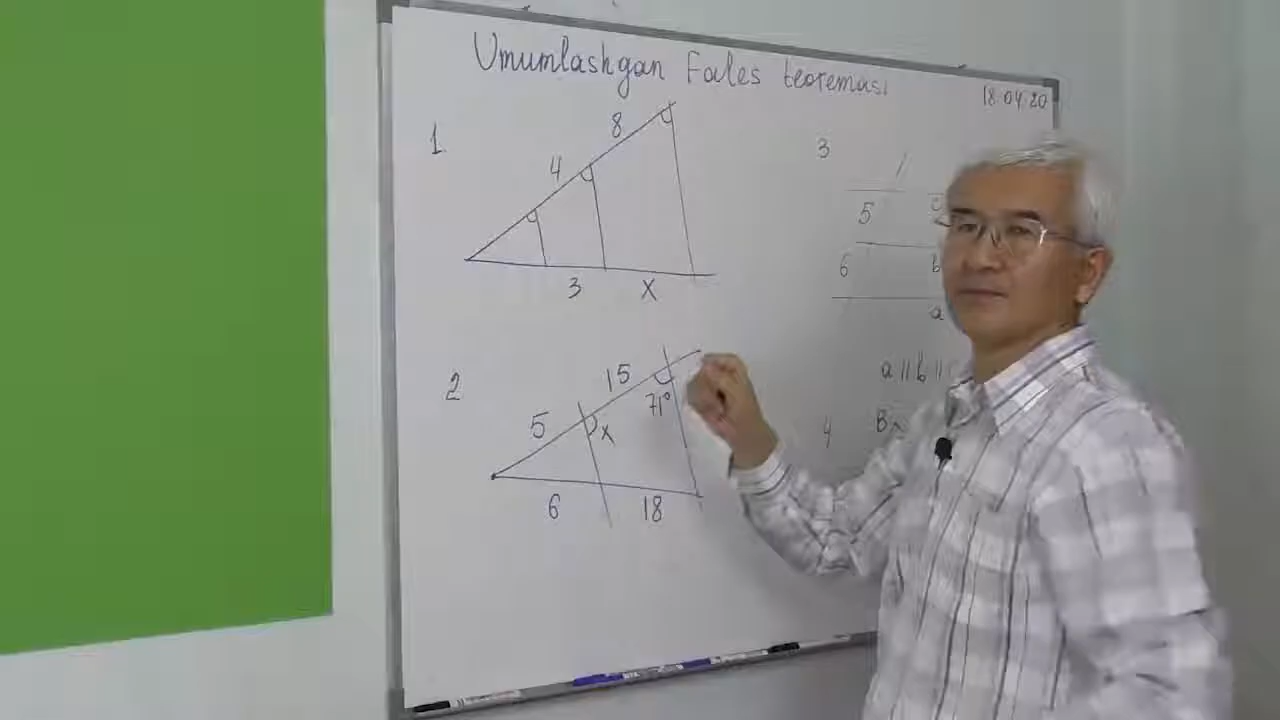 Umumlashgan Fales teoremasi
18.04.20
1.
8
4
3 x
2
15
71°
5 x
6 18
3
5 c
6 b
a
a || b ||
4
B